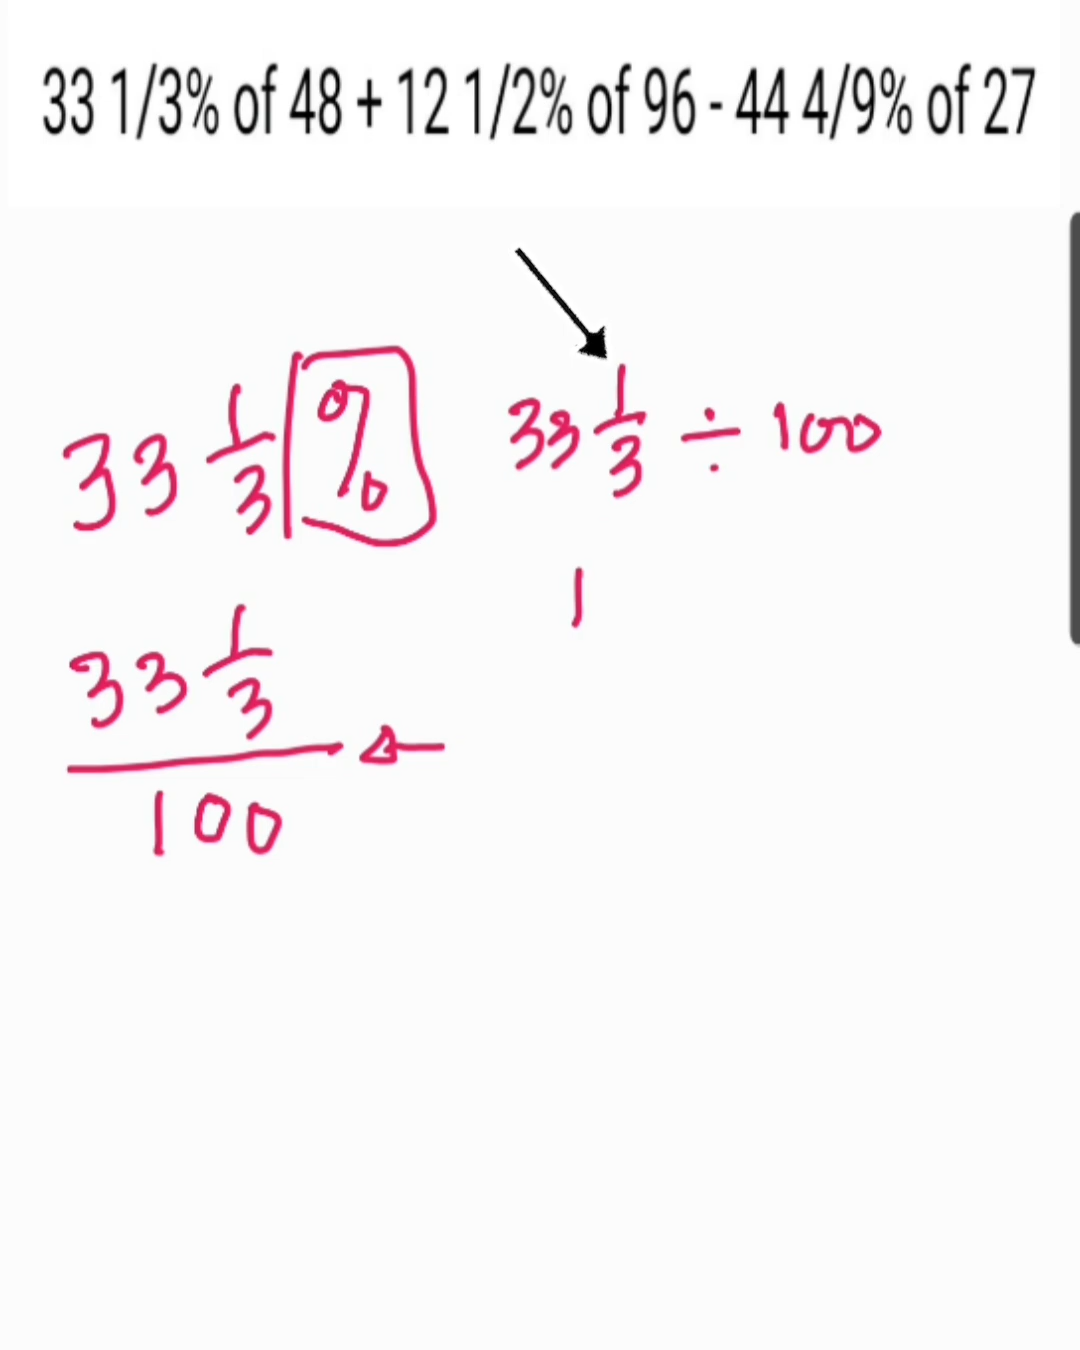 33 1/3% of 48 + 12 1/2% of 96 - 44 4/9% of 27
33 1/3 % 33 1/3 ÷ 100
1
33 1/3
100